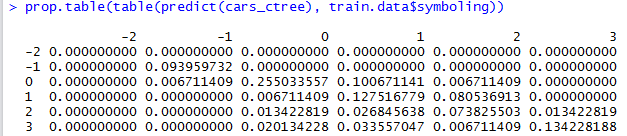 > prop.table(table(predict(cars_ctree), train.data$symboling))
-2 -1 0 1 2 3
-2 0.000000000 0.000000000 0.000000000 0.000000000 0.000000000 0.000000000
-1 0.000000000 0.093959732 0.000000000 0.000000000 0.000000000 0.000000000
0 0.000000000 0.006711409 0.255033557 0.100671141 0.006711409 0.000000000
1 0.000000000 0.000000000 0.006711409 0.127516779 0.080536913 0.000000000
2 0.000000000 0.000000000 0.013422819 0.026845638 0.073825503 0.013422819
3 0.000000000 0.000000000 0.020134228 0.033557047 0.006711409 0.134228188